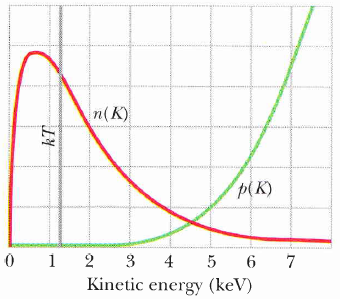 n(K)
kT
p(K)
0 1 2 3 4 5 6 7
Kinetic energy (keV)